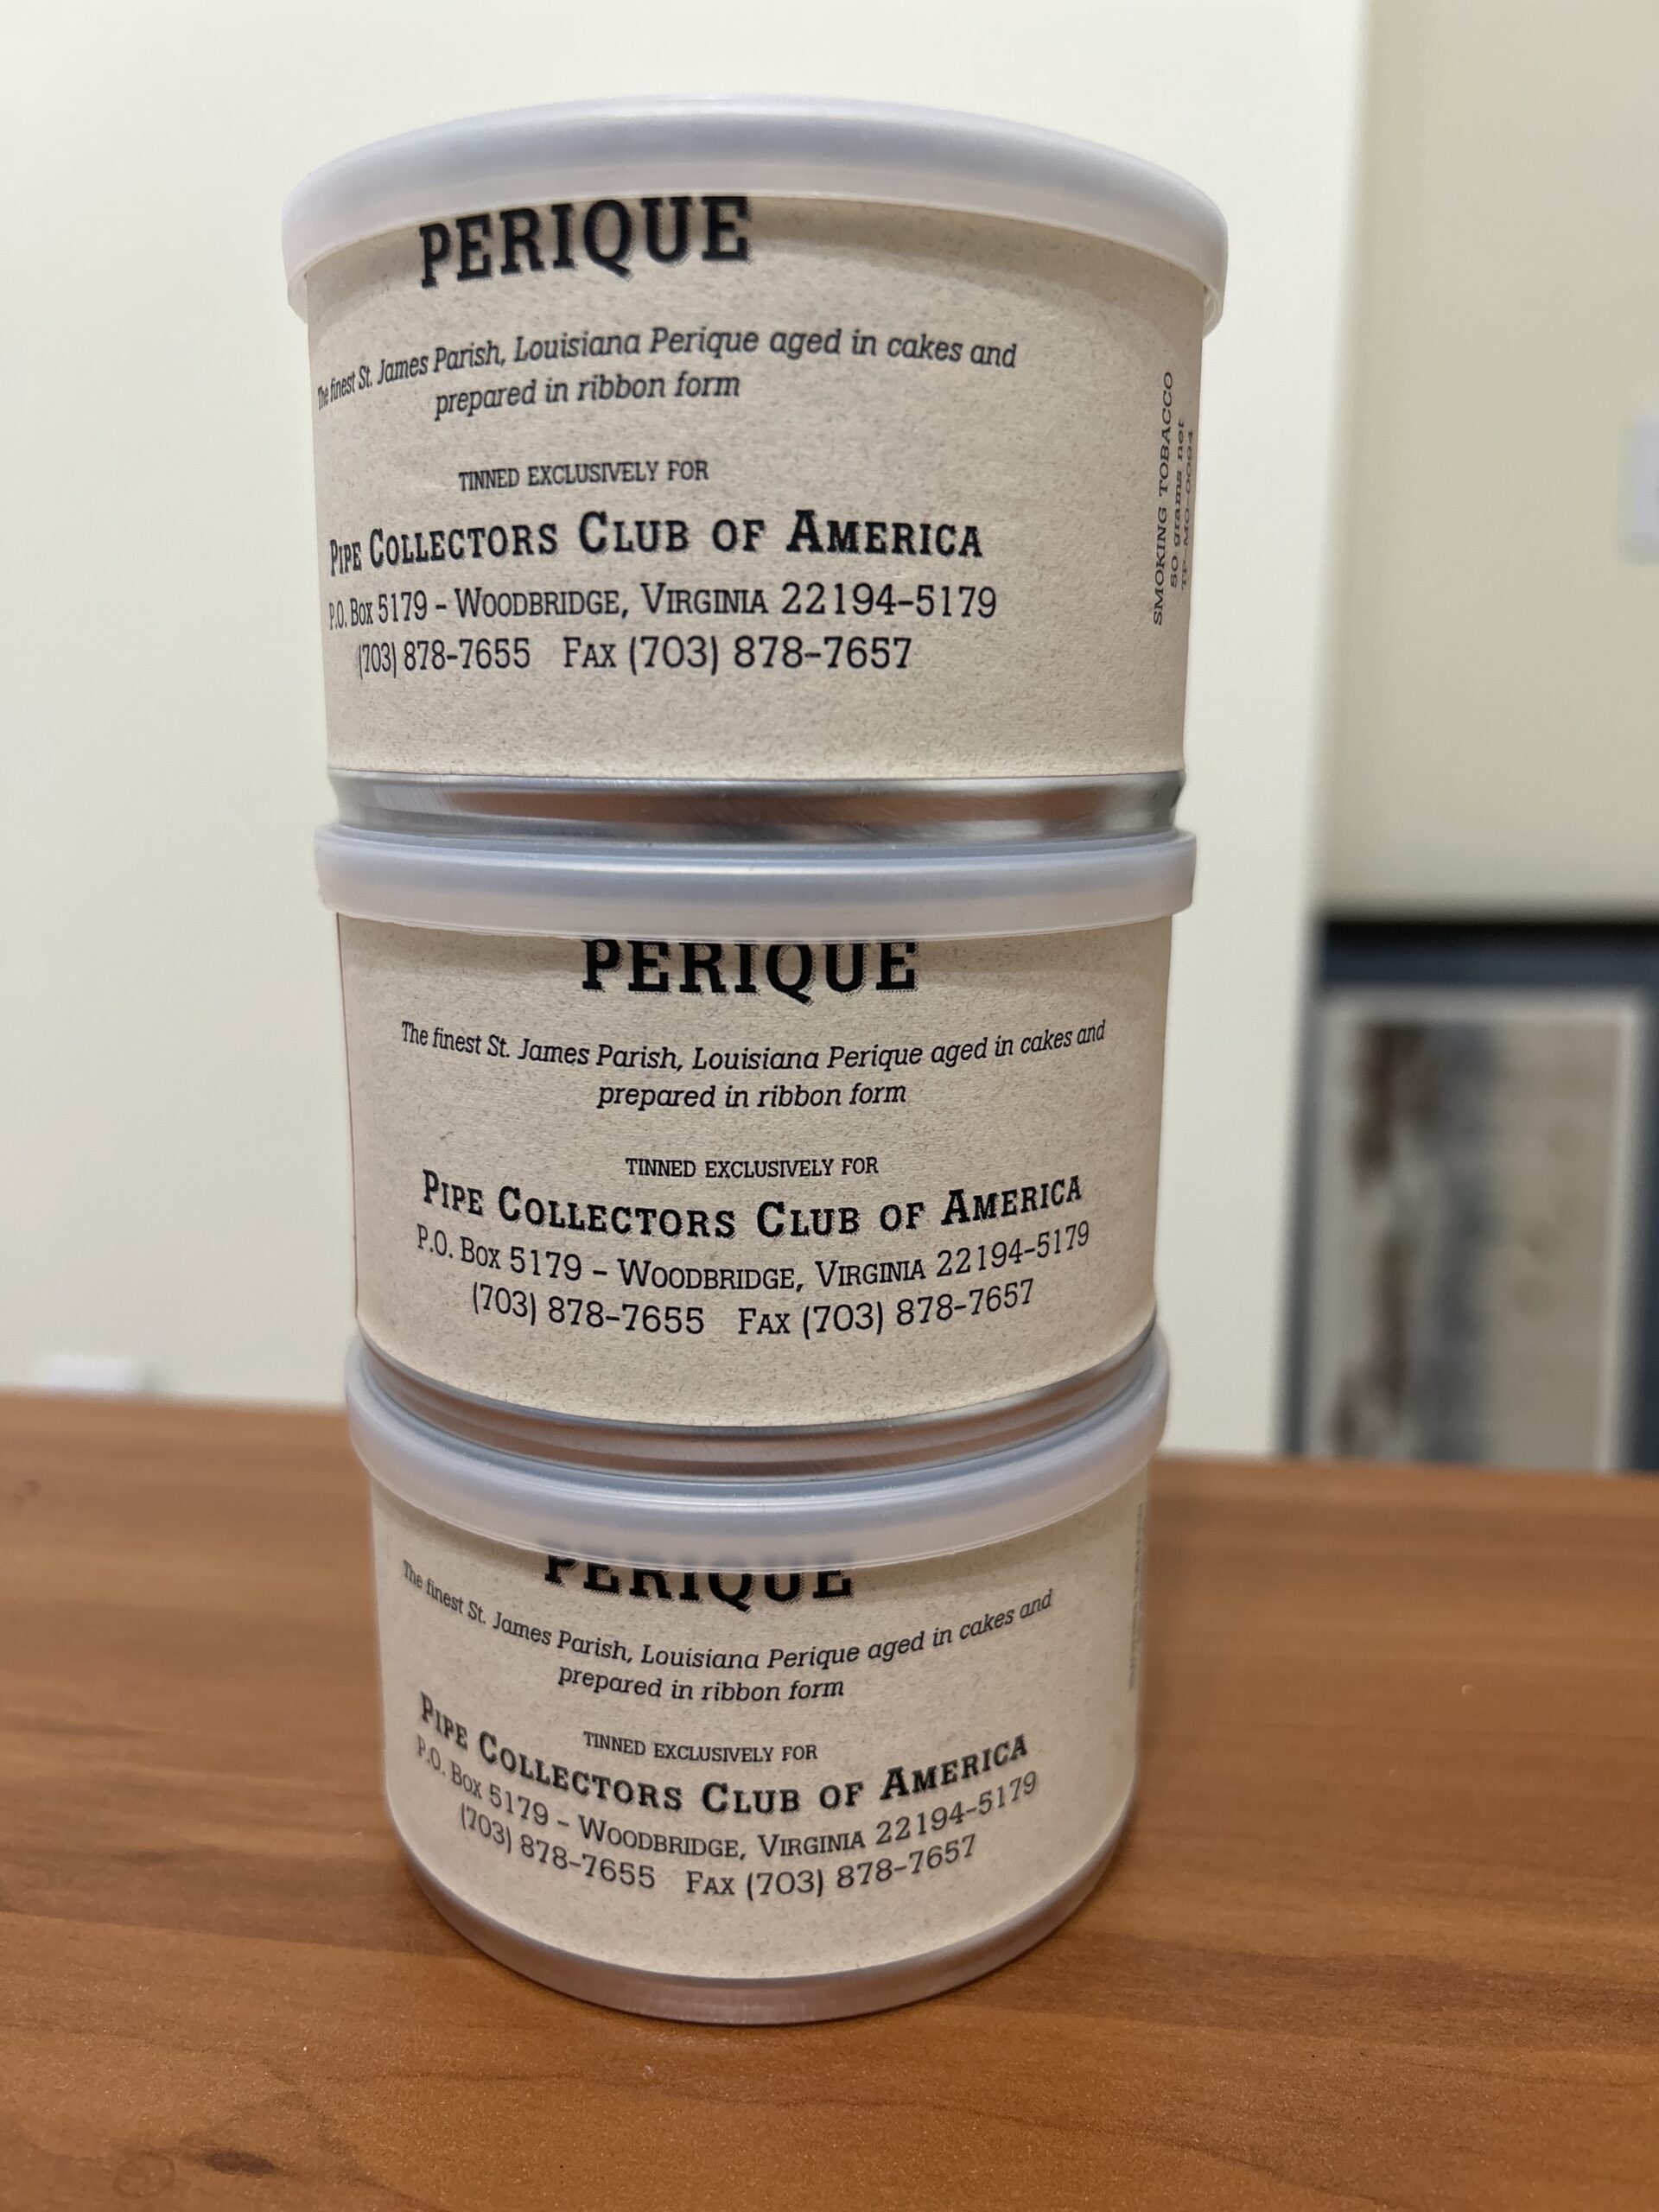 PERIQUE
The finest St. James Parish, Louisiana Perique aged in cakes and
prepared in ribbon form
TINNED EXCLUSIVELY FOR
PIPE COLLECTORS CLUB OF AMERICA
P.O. BOX 5179 – WOODBRIDGE, VIRGINIA 22194–5179
(703) 878–7655 FAX (703) 878–7657
SMOKING TOBACCO
50 grams net
PERIQUE
The finest St. James Parish, Louisiana Perique aged in cakes and
prepared in ribbon form
TINNED EXCLUSIVELY FOR
PIPE COLLECTORS CLUB OF AMERICA
P.O. BOX 5179 – WOODBRIDGE, VIRGINIA 22194–5179
(703) 878–7655 FAX (703) 878–7657
PERIQUE
The finest St. James Parish, Louisiana Perique aged in cakes and
prepared in ribbon form
TINNED EXCLUSIVELY FOR
PIPE COLLECTORS CLUB OF AMERICA
P.O. BOX 5179 – WOODBRIDGE, VIRGINIA 22194–5179
(703) 878–7655 FAX (703) 878–7657